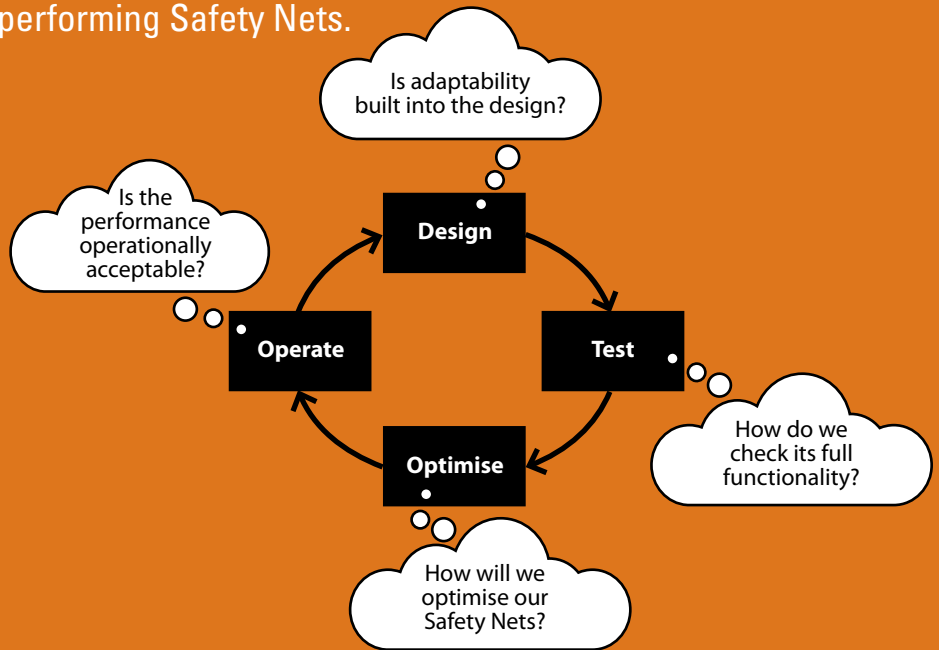 performing Safety Nets.
Is adaptability
built into the design?
Is the
performance
operationally
acceptable?
Design
Operate
Test
Optimise
How do we
check its full
functionality?
How will we
optimise our
Safety Nets?